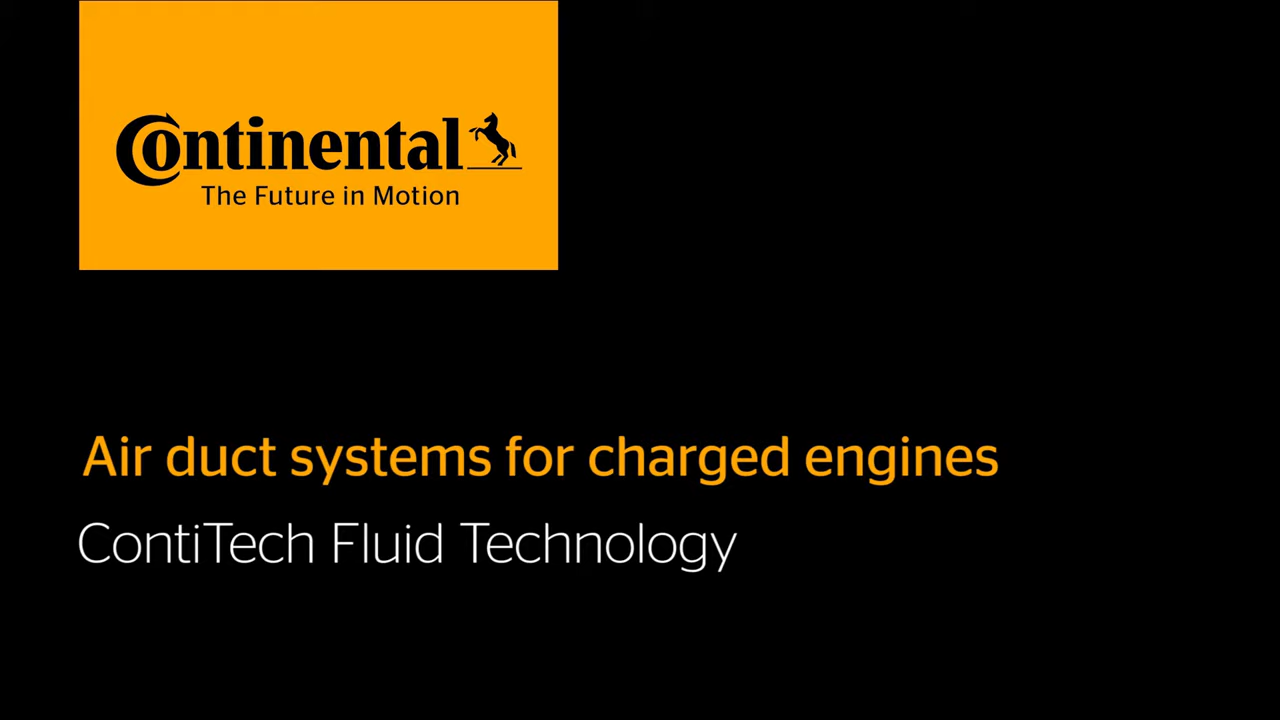 Continental
The Future in Motion
Air duct systems for charged engines
ContiTech Fluid Technology